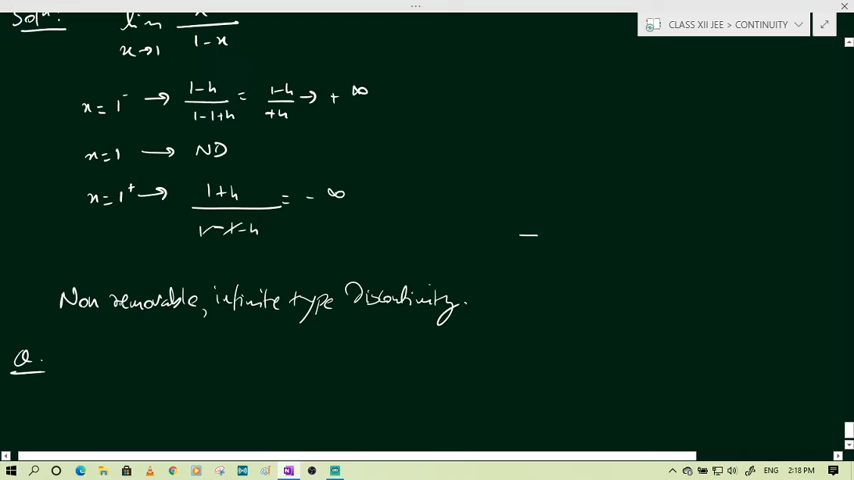 CLASS XII JEE > CONTINUITY
Soln:
lim x→1 x/(1-x)
x = 1⁻ → (1-h)/(1-1+h) = (1-h)/(+h) → + ∞
x=1 → ND
x=1⁺ → (1+h)/(1-1-h) = - ∞
Non removable, infinite type Discontinuity.
Q.
ENG 2:18 PM